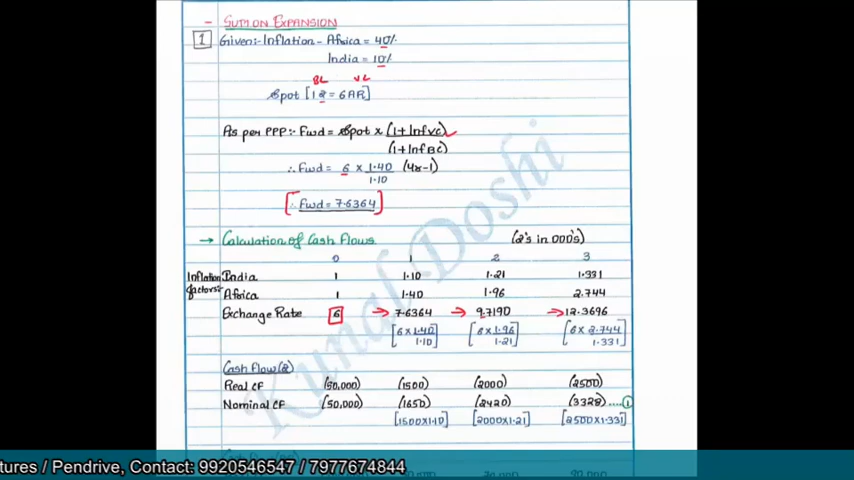 - SUM ON EXPANSION
1 Given:- Inflation - Africa = 40%
India = 10%
BC VC
Spot [1₹ = 6AR]
As per PPP:- Fwd = Spot x (1+InfVC)
(1+InfBC)
∴ Fwd = 6 x 1.40 (4x-1)
1.10
[∴ Fwd = 7.6364]
→ Calculation of Cash Flows (₹'s in 000's)
0 1 2 3
Inflation factors:- India 1 1.10 1.21 1.331
Africa 1 1.40 1.96 2.744
Exchange Rate 6 → 7.6364 → 9.7190 → 12.3696
[6 x 1.40 / 1.10] [6 x 1.96 / 1.21] [6 x 2.744 / 1.331]
Cash Flow (₹)
Real CF (50,000) (1500) (2000) (2500)
Nominal CF (50,000) (1650) (2420) (3328) ....①
[1500x1.10] [2000x1.21] [2500x1.331]
Kunal Doshi
tures / Pendrive, Contact: 9920546547 / 7977674844